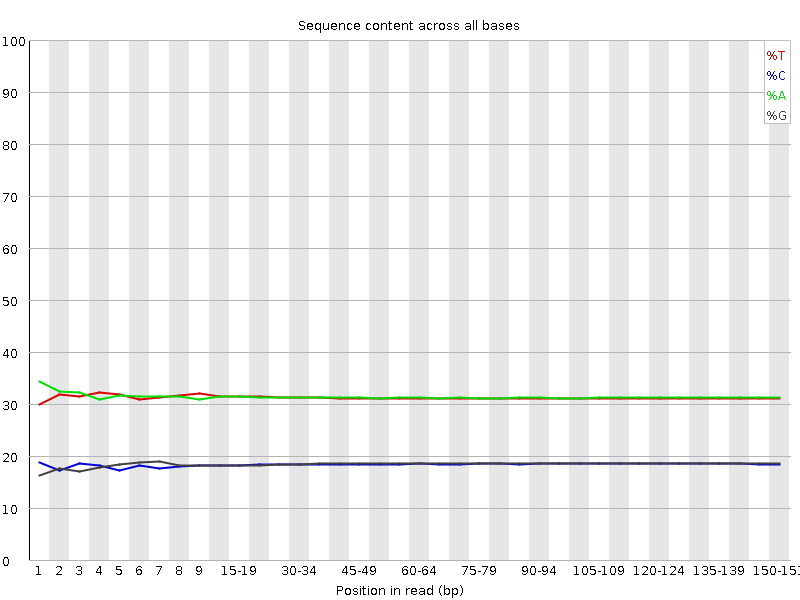 Sequence content across all bases
100
90
80
70
60
50
40
30
20
10
0
%T
%C
%A
%G
1 2 3 4 5 6 7 8 9 15-19 30-34 45-49 60-64 75-79 90-94 105-109 120-124 135-139 150-151
Position in read (bp)